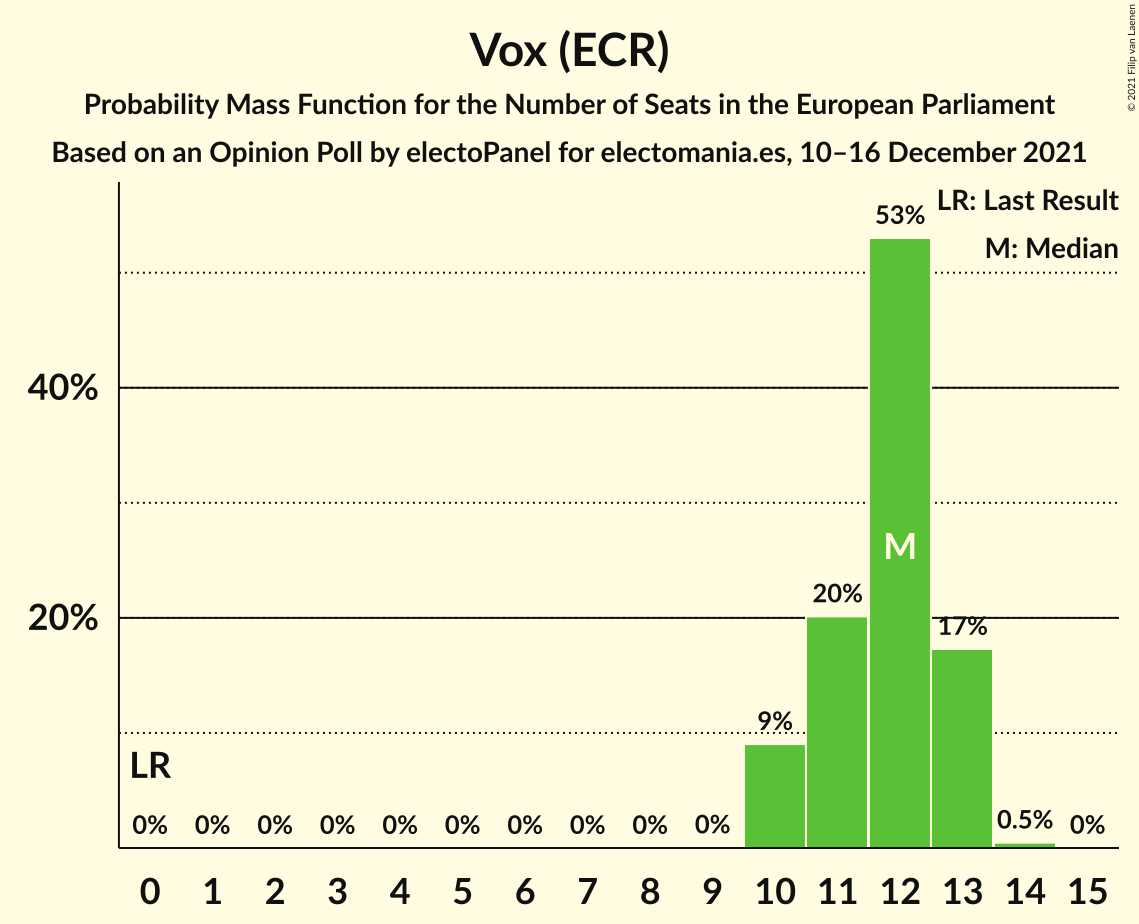 Vox (ECR)
Probability Mass Function for the Number of Seats in the European Parliament
Based on an Opinion Poll by electoPanel for electomania.es, 10–16 December 2021
© 2021 Filip van Laenen
LR: Last Result
M: Median
53%
40%
M
20%
20%
17%
9%
LR
0% 0% 0% 0% 0% 0% 0% 0% 0% 0% 0.5% 0%
0 1 2 3 4 5 6 7 8 9 10 11 12 13 14 15